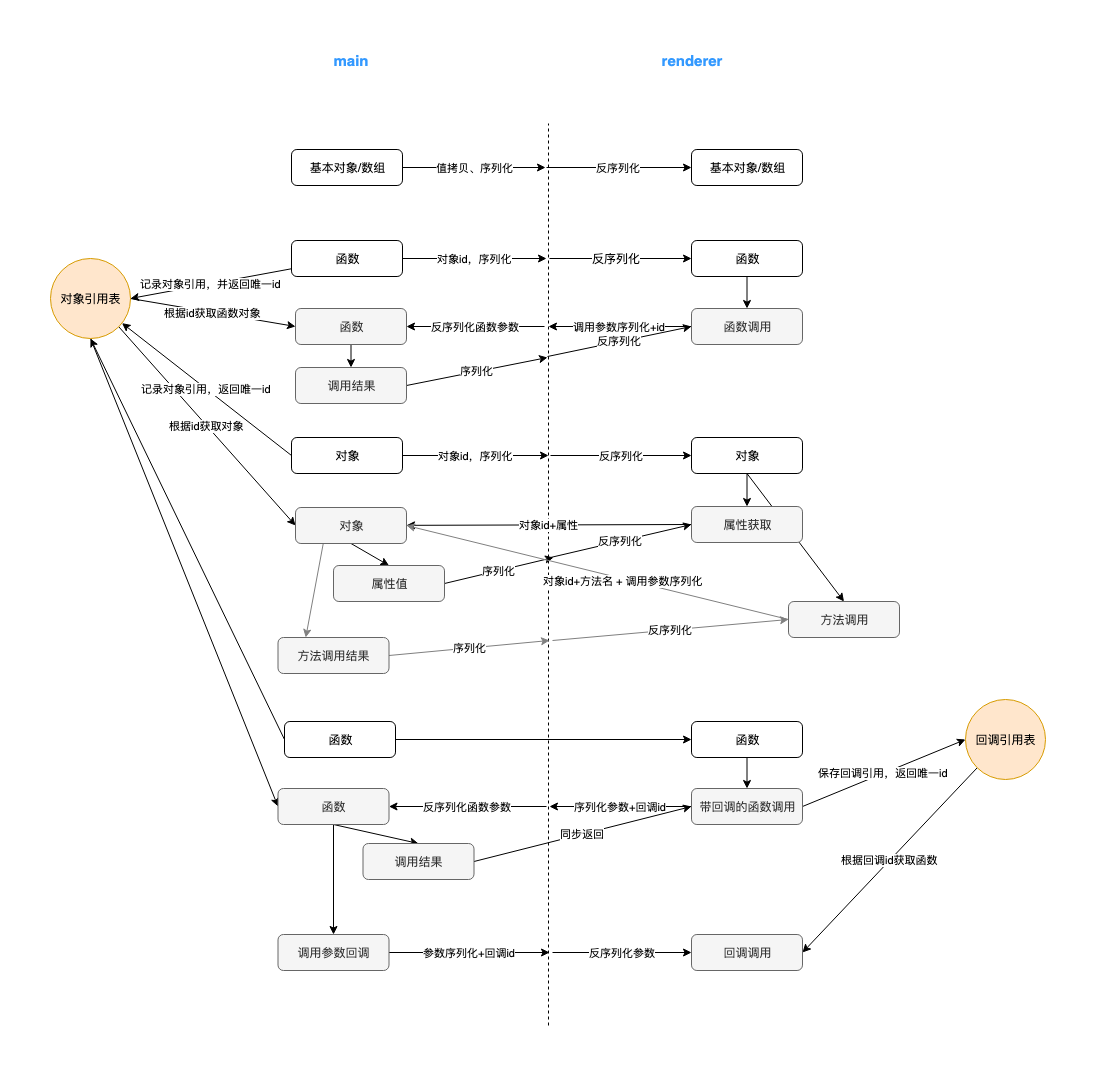 main
renderer
基本对象/数组
值拷贝、序列化
反序列化
基本对象/数组
函数
对象id，序列化
反序列化
函数
记录对象引用，并返回唯一id
对象引用表
根据id获取函数对象
函数
反序列化函数参数
调用参数序列化+id
函数调用
反序列化
序列化
调用结果
记录对象引用，返回唯一id
根据id获取对象
对象
对象id，序列化
反序列化
对象
对象
对象id+属性
属性获取
反序列化
序列化
属性值
对象id+方法名 + 调用参数序列化
方法调用
反序列化
序列化
方法调用结果
函数
函数
回调引用表
保存回调引用，返回唯一id
函数
反序列化函数参数
序列化参数+回调id
带回调的函数调用
同步返回
调用结果
根据回调id获取函数
调用参数回调
参数序列化+回调id
反序列化参数
回调调用